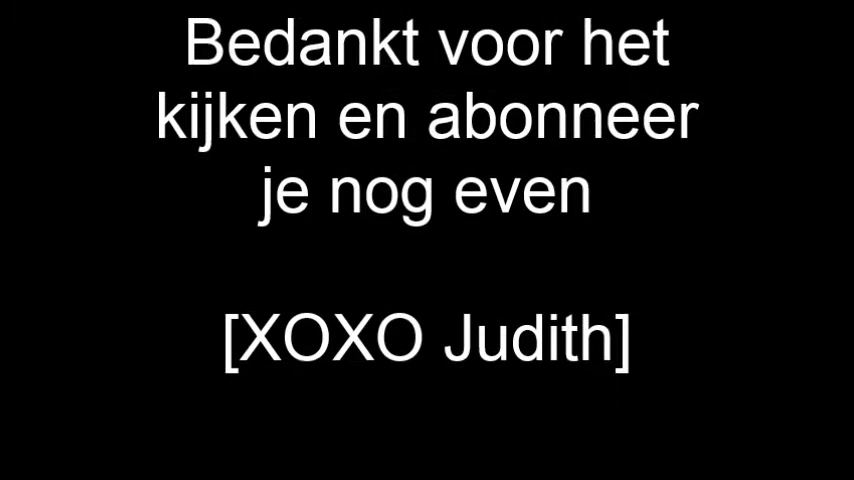 Bedankt voor het
kijken en abonneer
je nog even
[XOXO Judith]